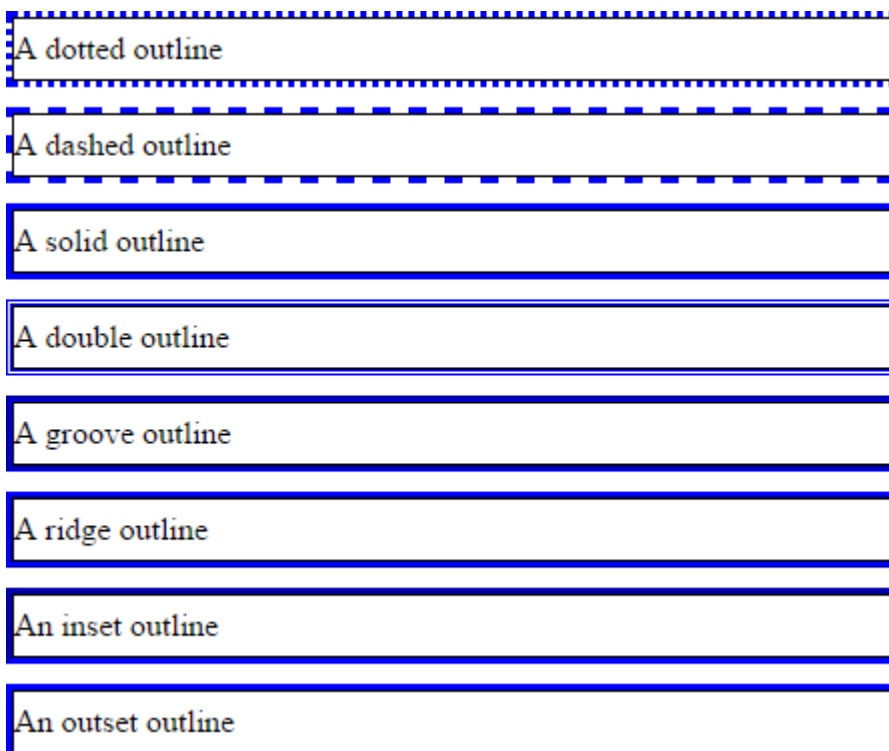 A dotted outline
A dashed outline
A solid outline
A double outline
A groove outline
A ridge outline
An inset outline
An outset outline